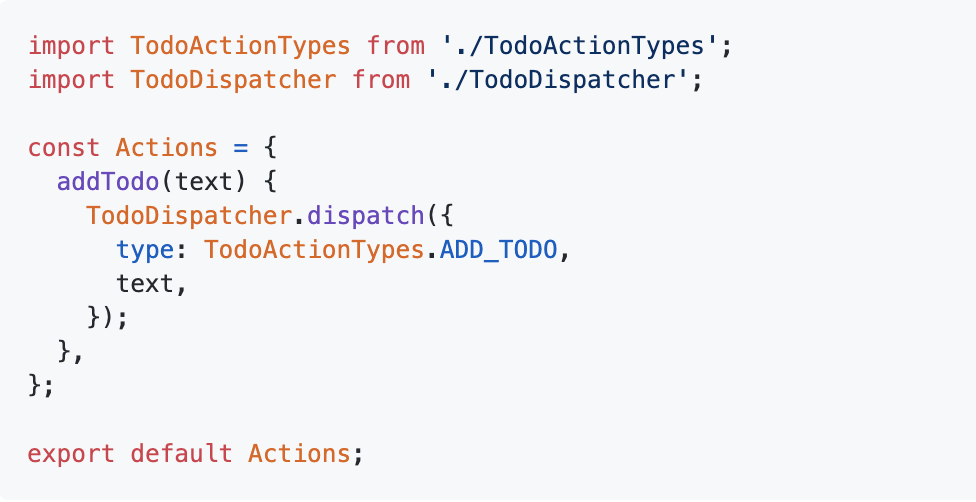 import TodoActionTypes from './TodoActionTypes';
import TodoDispatcher from './TodoDispatcher';

const Actions = {
  addTodo(text) {
    TodoDispatcher.dispatch({
      type: TodoActionTypes.ADD_TODO,
      text,
    });
  },
};

export default Actions;